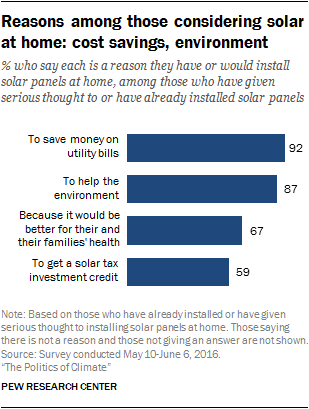 Reasons among those considering solar
at home: cost savings, environment
% who say each is a reason they have or would install
solar panels at home, among those who have given
serious thought to or have already installed solar panels
To save money on
utility bills
92
To help the
environment
87
Because it would be
better for their and
their families' health
67
To get a solar tax
investment credit
59
Note: Based on those who have already installed or have given
serious thought to installing solar panels at home. Those saying
there is not a reason and those not giving an answer are not shown.
Source: Survey conducted May 10-June 6, 2016.
"The Politics of Climate"
PEW RESEARCH CENTER